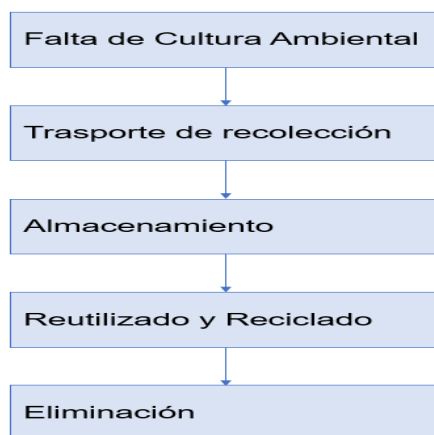 Falta de Cultura Ambiental
Trasporte de recolección
Almacenamiento
Reutilizado y Reciclado
Eliminación